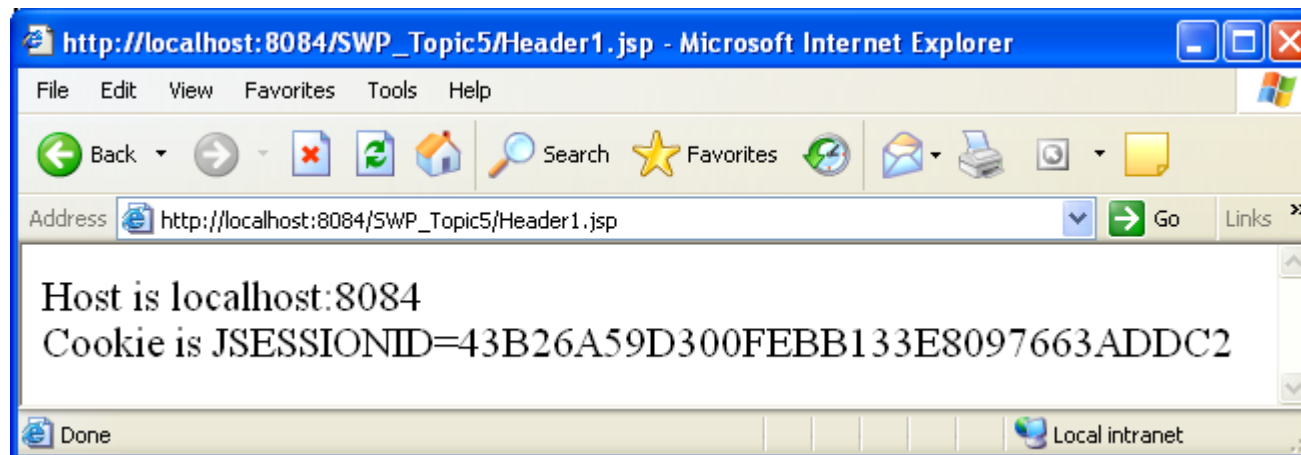 http://localhost:8084/SWP_Topic5/Header1.jsp - Microsoft Internet Explorer
File Edit View Favorites Tools Help
Back Search Favorites
Address http://localhost:8084/SWP_Topic5/Header1.jsp Go Links »
Host is localhost:8084
Cookie is JSESSIONID=43B26A59D300FEBB133E8097663ADDC2
Done Local intranet